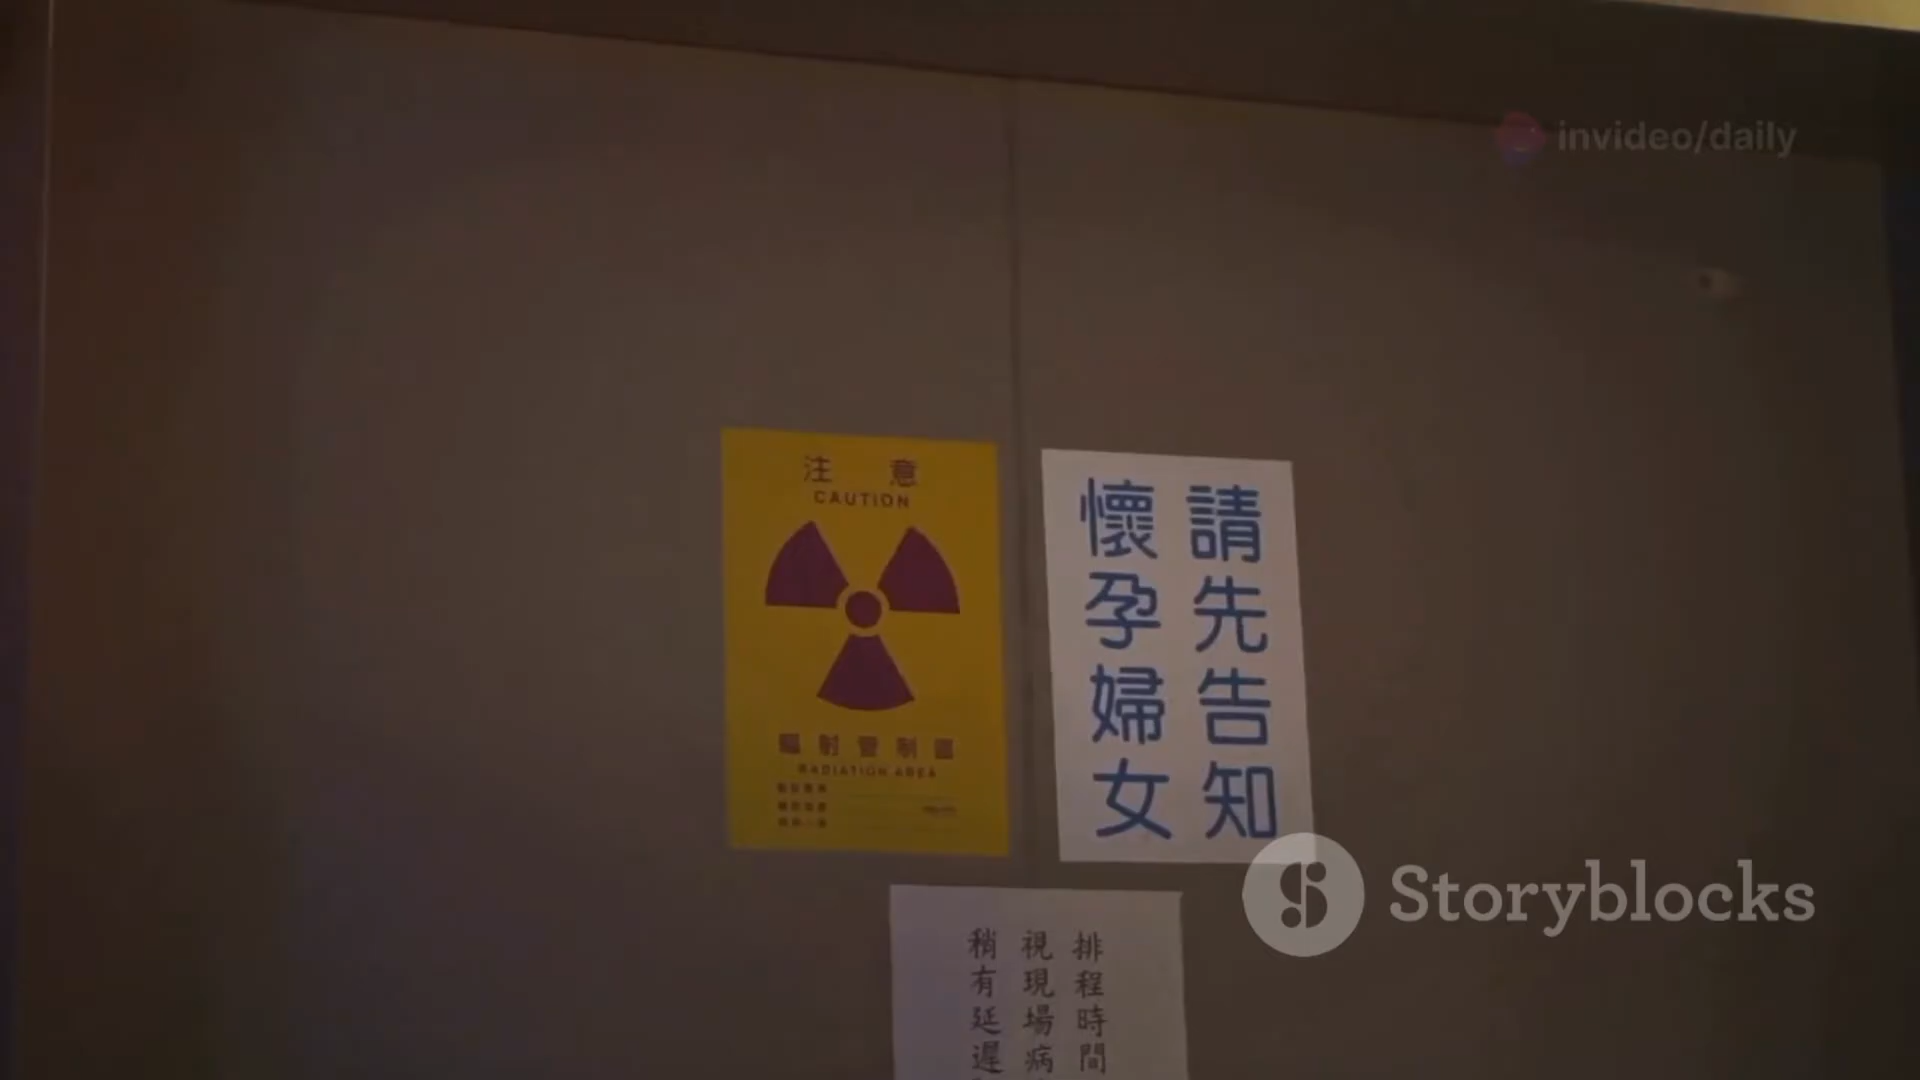 invideo/daily
注 意
CAUTION
輻射管制區
RADIATION AREA
請先告知
懷孕婦女
排程時間
視現場病
稍有延遲
Storyblocks